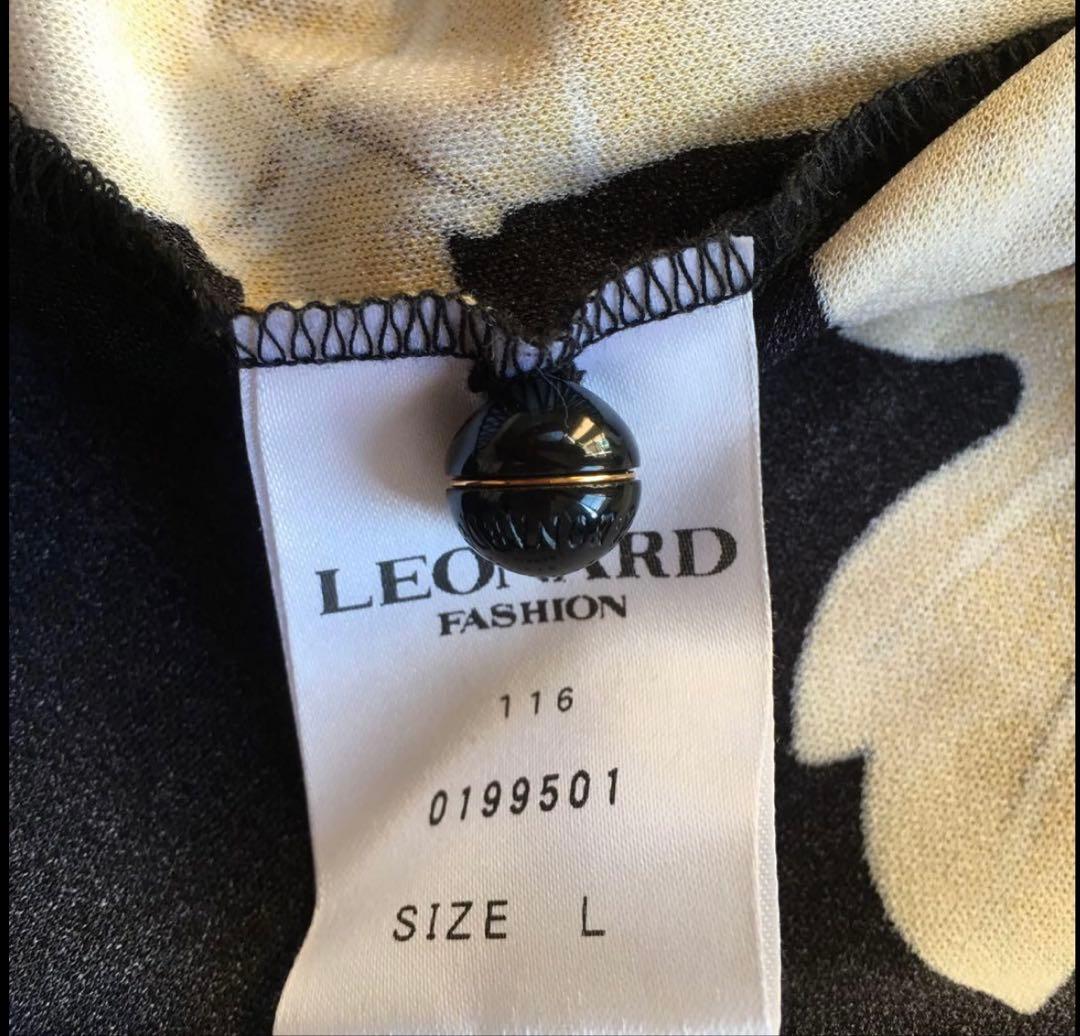 LEONARD
FASHION
116
0199501
SIZE L